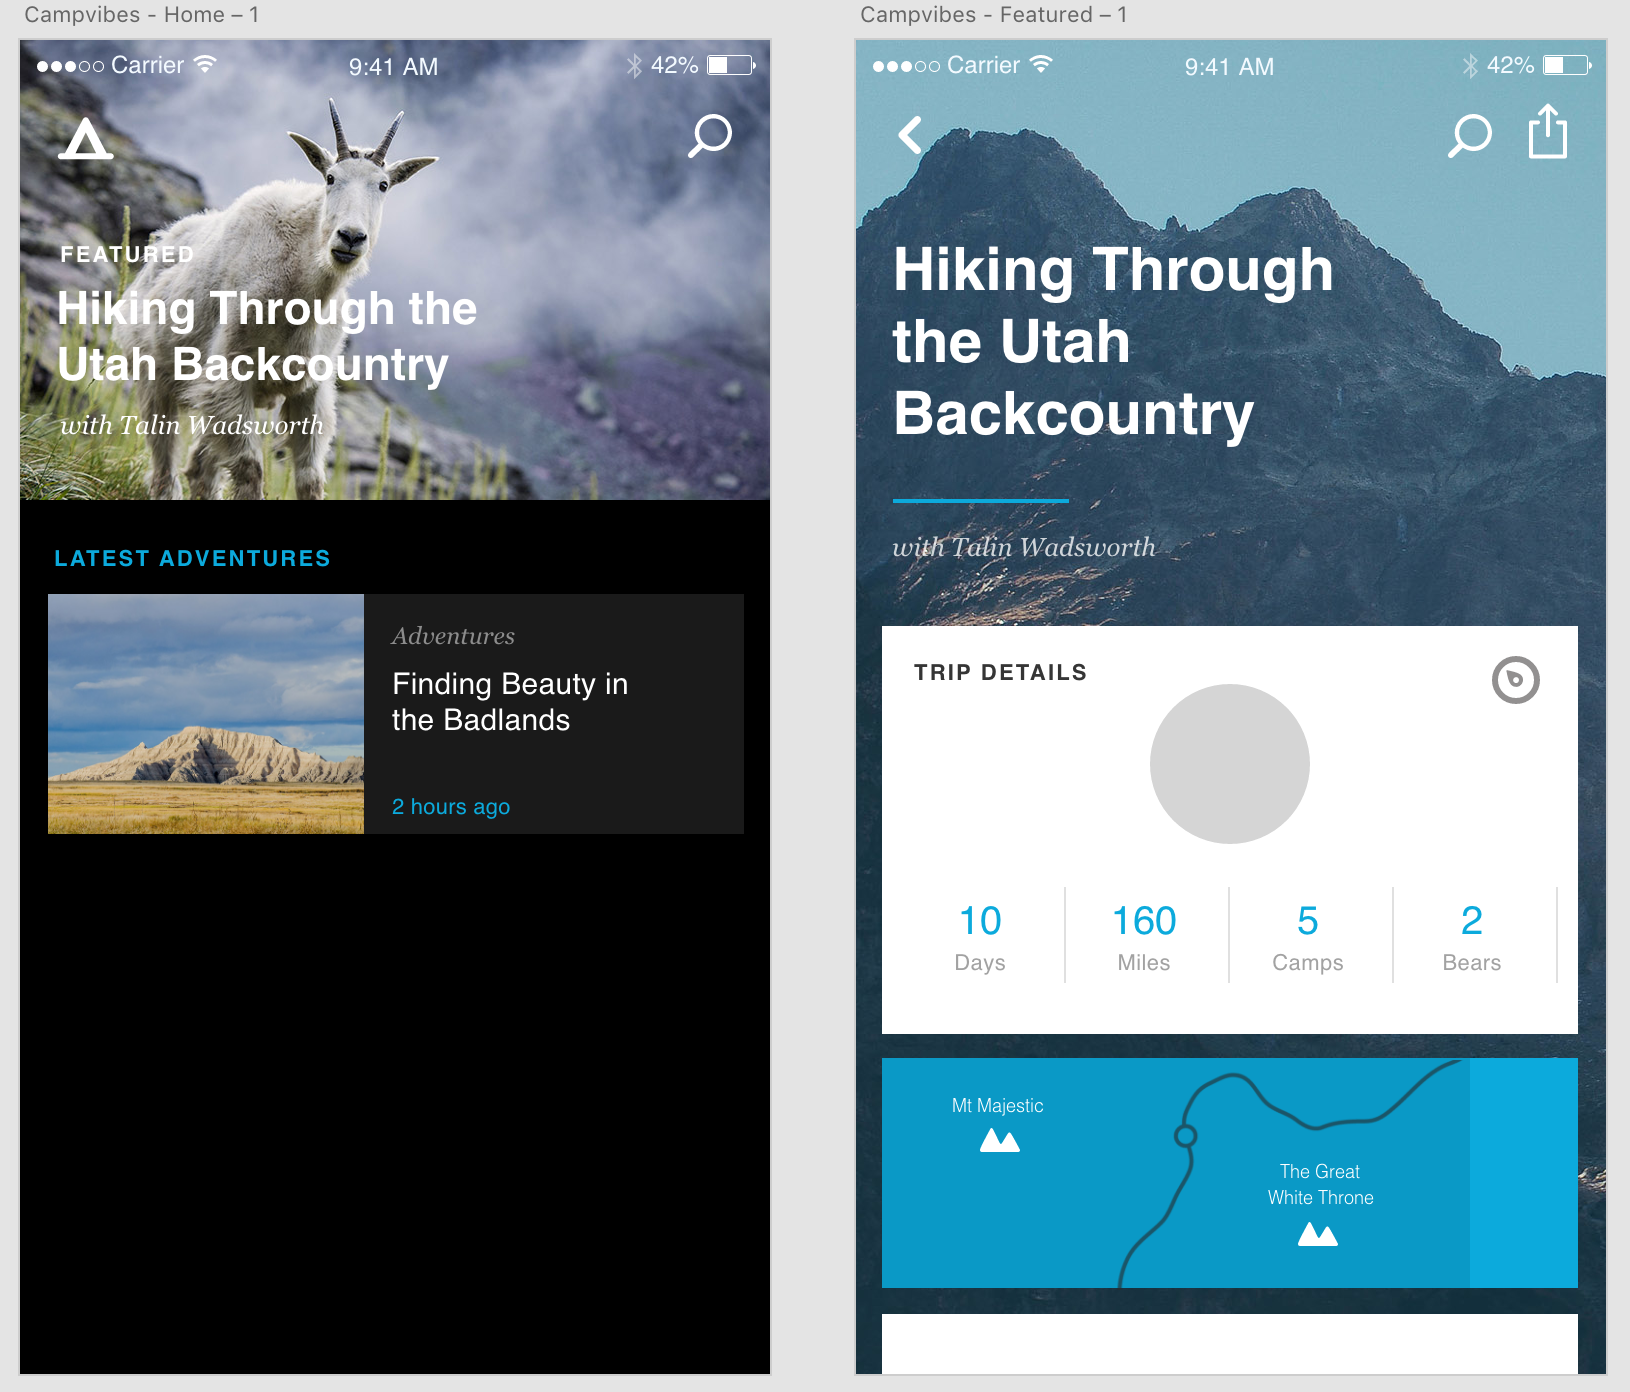 Campvibes - Home – 1
Carrier
9:41 AM
42%
FEATURED
Hiking Through the
Utah Backcountry
with Talin Wadsworth
LATEST ADVENTURES
Adventures
Finding Beauty in
the Badlands
2 hours ago
Campvibes - Featured – 1
Carrier
9:41 AM
42%
Hiking Through
the Utah
Backcountry
with Talin Wadsworth
TRIP DETAILS
10
Days
160
Miles
5
Camps
2
Bears
Mt Majestic
The Great
White Throne